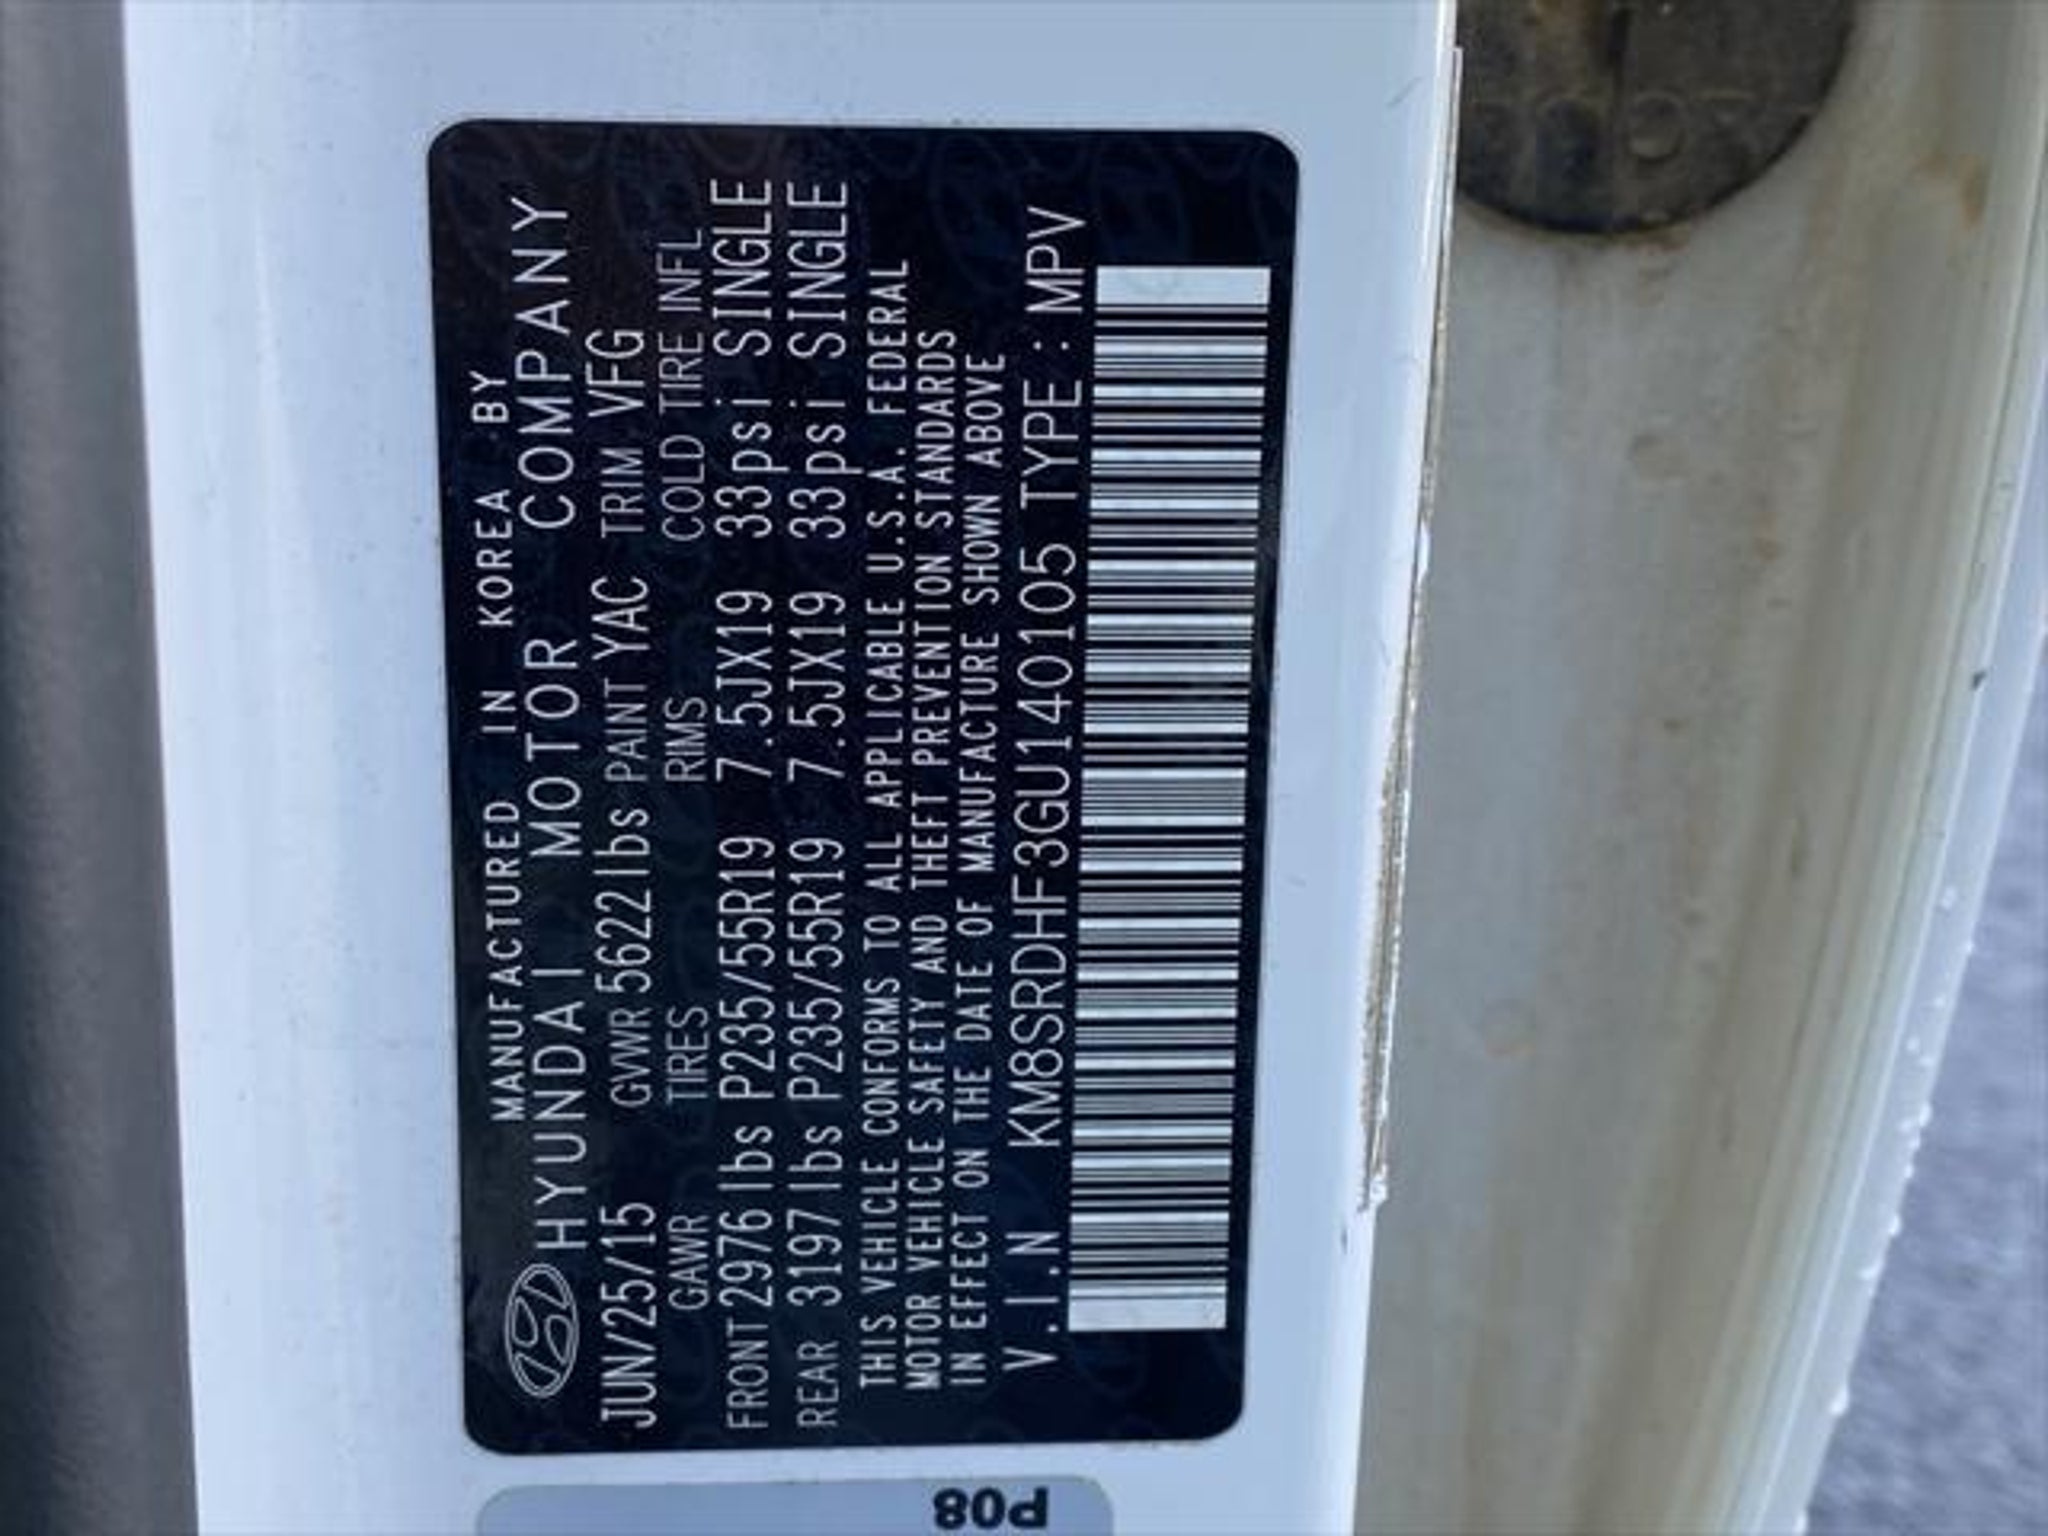 MANUFACTURED IN KOREA BY
HYUNDAI MOTOR COMPANY
JUN/25/15 GVWR 5622lbs PAINT YAC TRIM VFG
GAWR TIRES RIMS COLD TIRE INFL
FRONT 2976lbs P235/55R19 7.5JX19 33psi SINGLE
REAR 3197lbs P235/55R19 7.5JX19 33psi SINGLE
THIS VEHICLE CONFORMS TO ALL APPLICABLE U.S.A. FEDERAL
MOTOR VEHICLE SAFETY AND THEFT PREVENTION STANDARDS
IN EFFECT ON THE DATE OF MANUFACTURE SHOWN ABOVE
V.I.N KM8SRDHF3GU140105 TYPE : MPV
P08